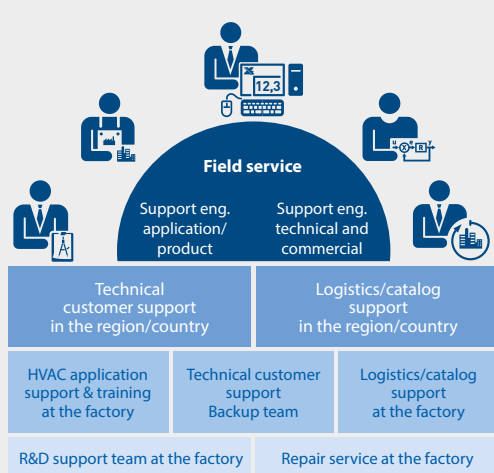 12,3
Field service
Support eng.
application/
product
Support eng.
technical and
commercial
Technical
customer support
in the region/country
Logistics/catalog
support
in the region/country
HVAC application
support & training
at the factory
Technical customer
support
Backup team
Logistics/catalog
support
at the factory
R&D support team at the factory
Repair service at the factory